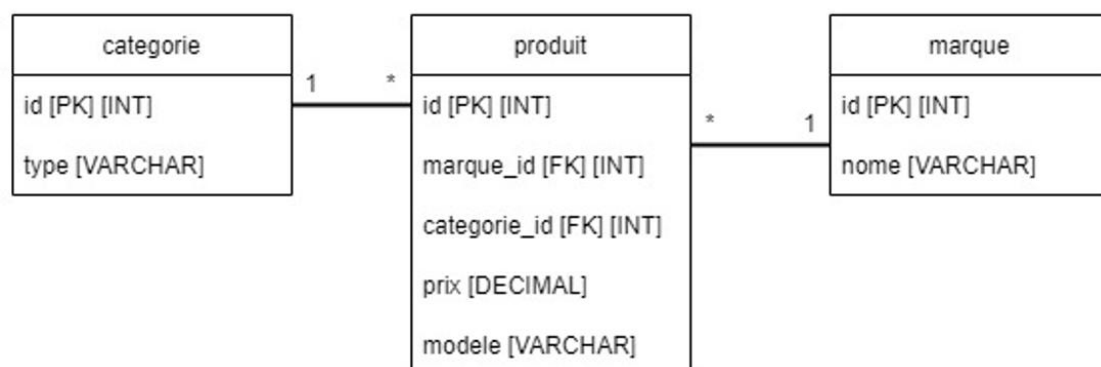 categorie
id [PK] [INT]
type [VARCHAR]
1
*
produit
id [PK] [INT]
marque_id [FK] [INT]
categorie_id [FK] [INT]
prix [DECIMAL]
modele [VARCHAR]
*
1
marque
id [PK] [INT]
nome [VARCHAR]